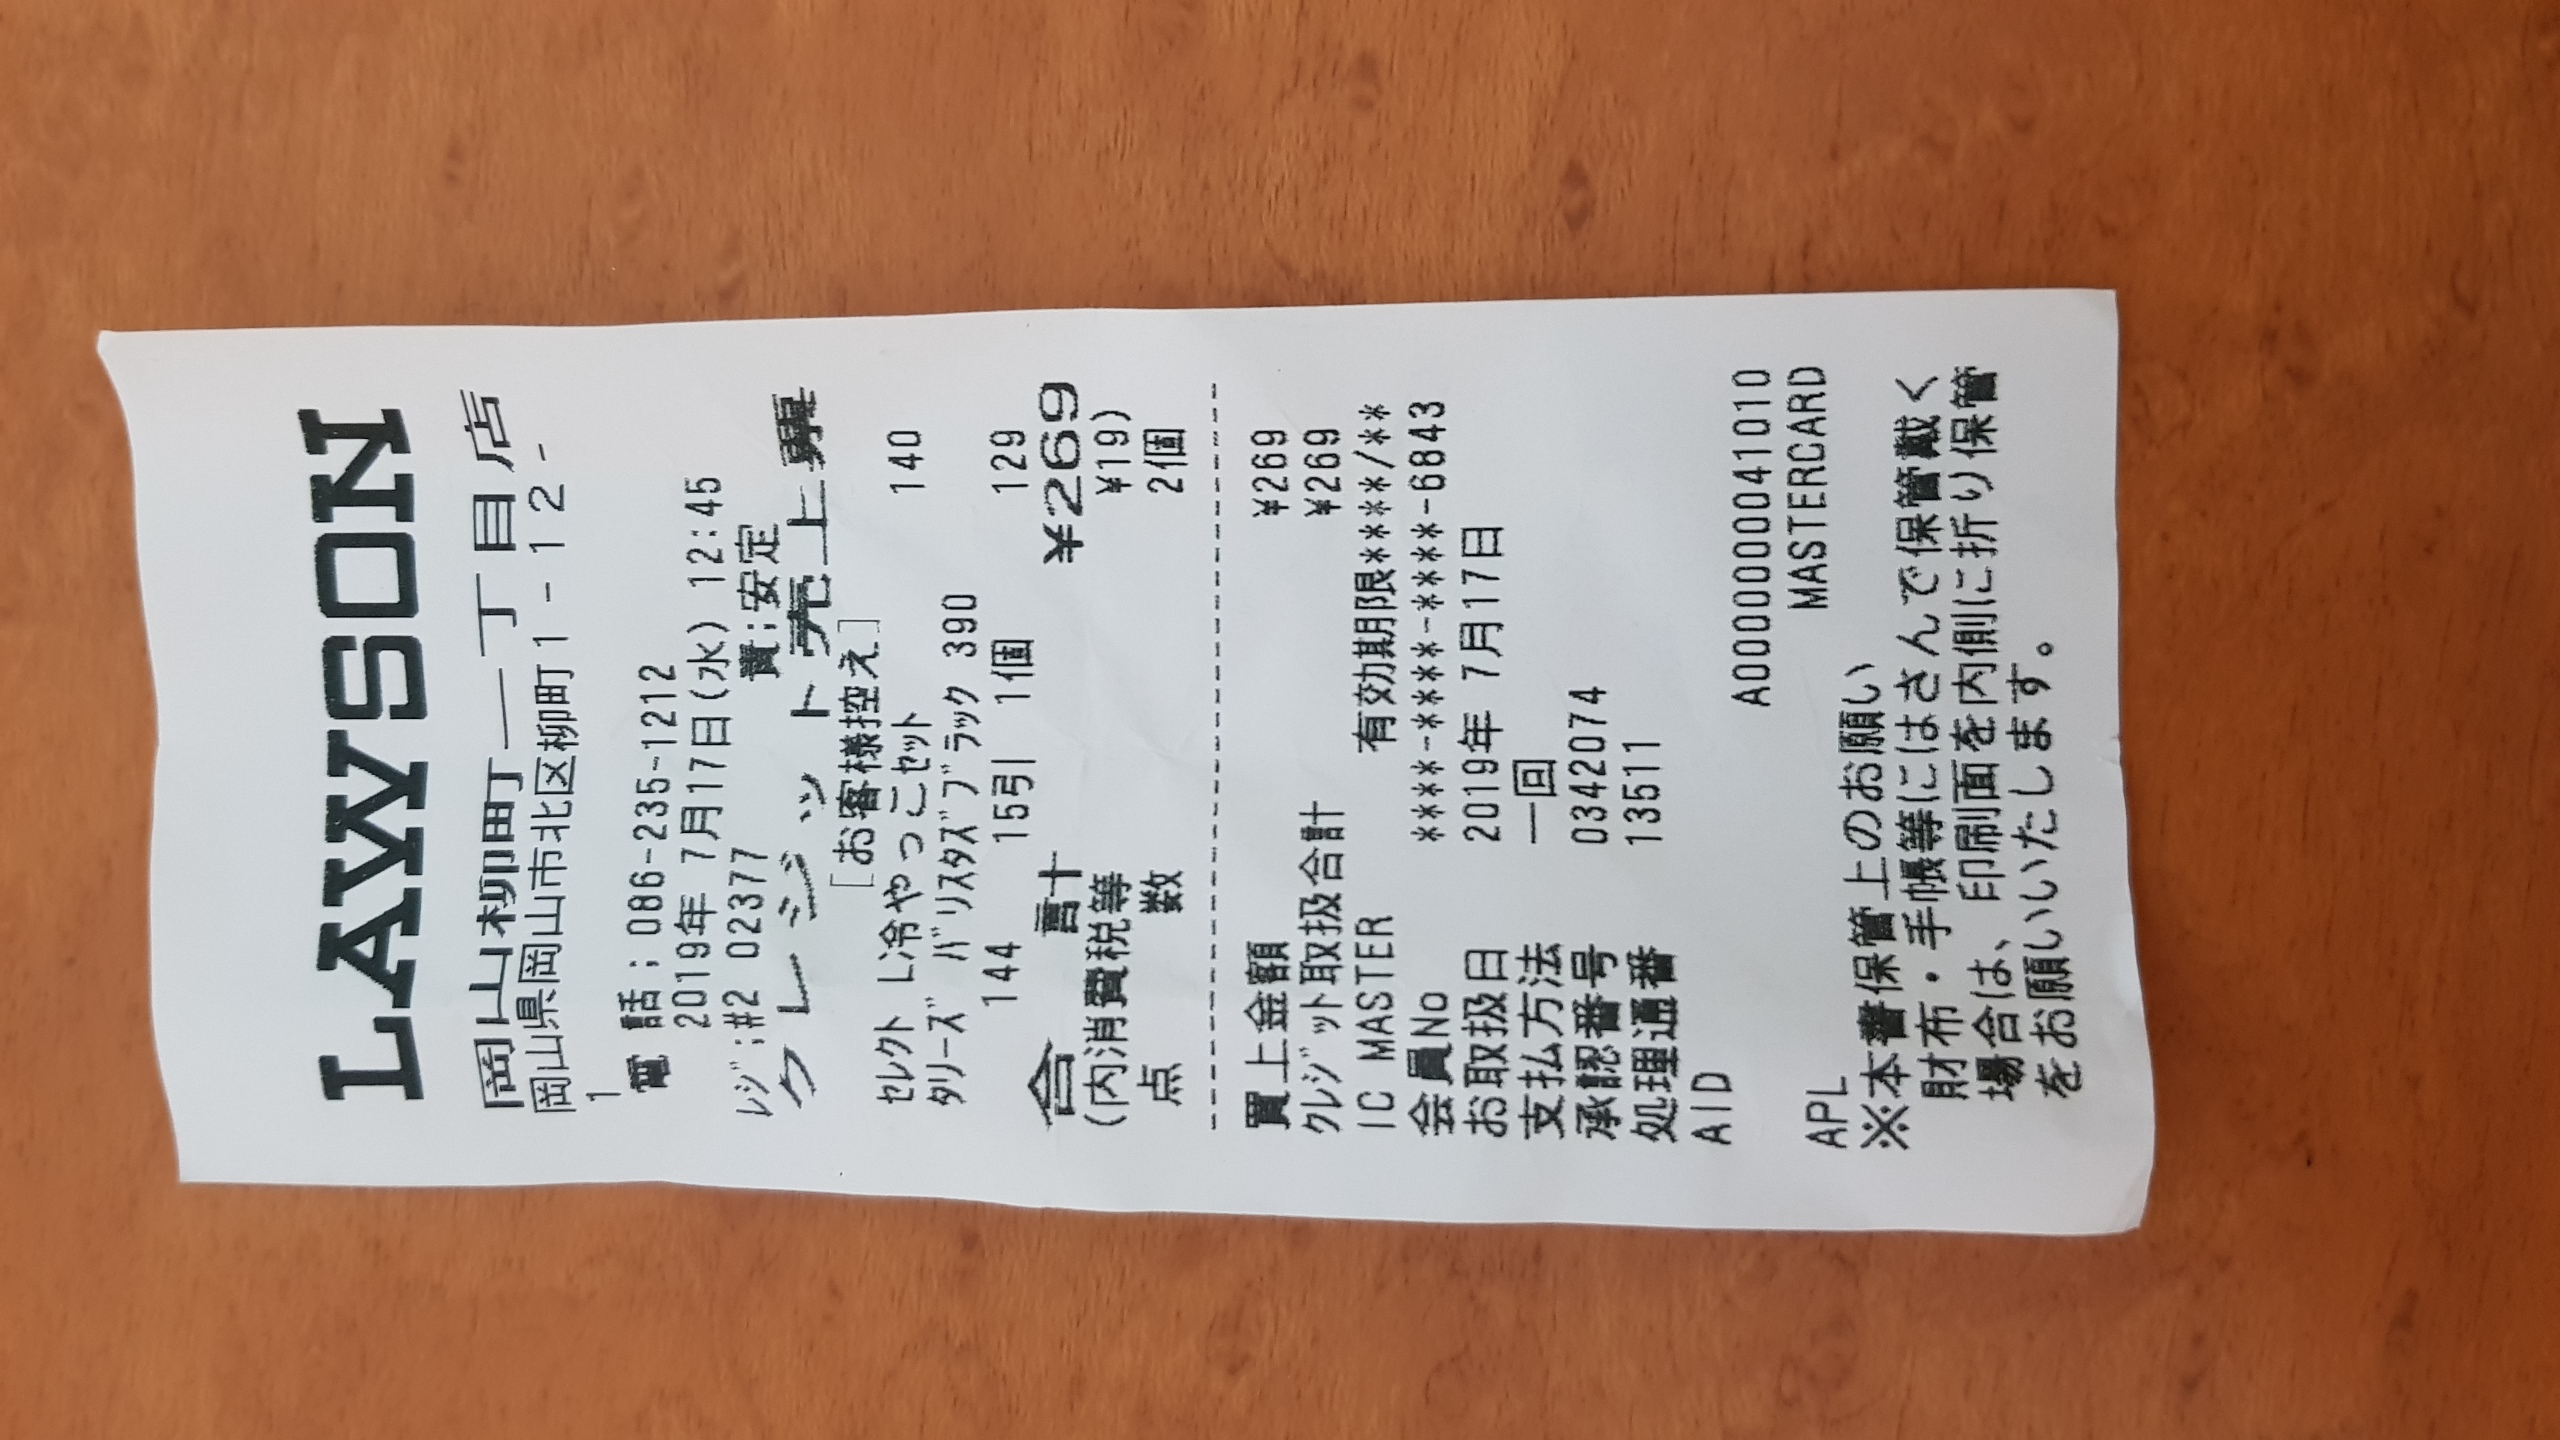 LAWSON
岡山柳町一丁目店
岡山県岡山市北区柳町1-12-
1
電話;086-235-1212
2019年 7月17日(水) 12:45
ﾚｼﾞ;#2 02377 責;安定
クレジット売上票
[お客様控え]
ｾﾚｸﾄ L冷やっこｾｯﾄ 140
ﾀﾘｰｽﾞ ﾊﾞﾘｽﾀｽﾞﾌﾞﾗｯｸ 390
144 15引 1個 129
合計 ¥269
(内消費税等 ¥19)
点数 2個
--------------------------------
買上金額 ¥269
ｸﾚｼﾞｯﾄ取扱合計 ¥269
IC MASTER 有効期限****/**
会員No ****-****-****-6843
お取扱日 2019年 7月17日
支払方法 一回
承認番号 0342074
処理通番 13511
AID
A0000000041010
MASTERCARD
APL
※本書保管上のお願い
財布・手帳等にはさんで保管戴く
場合は、印刷面を内側に折り保管
をお願いいたします。